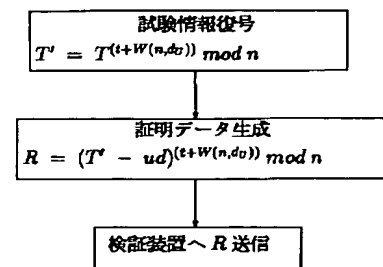 試験情報復号
T' = T^{(t+W(n,d_U))} mod n
証明データ生成
R = (T' - ud)^{(t+W(n,d_U))} mod n
検証装置へ R 送信